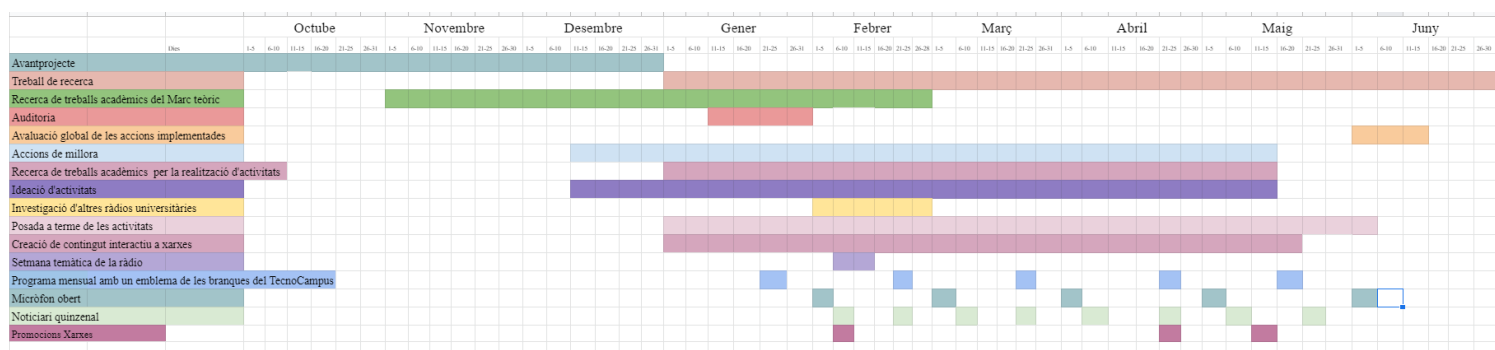 Octubre Novembre Desembre Gener Febrer Març Abril Maig Juny
Dies 1-5 6-10 11-15 16-20 21-25 26-31 1-5 6-10 11-15 16-20 21-25 26-30 1-5 6-10 11-15 16-20 21-25 26-31 1-5 6-10 11-15 16-20 21-25 26-31 1-5 6-10 11-15 16-20 21-25 26-28 1-5 6-10 11-15 16-20 21-25 26-31 1-5 6-10 11-15 16-20 21-25 26-30 1-5 6-10 11-15 16-20 21-25 26-31 1-5 6-10 11-15 16-20 21-25 26-30
Avantprojecte
Treball de recerca
Recerca de treballs acadèmics del Marc teòric
Auditoria
Avaluació global de les accions implementades
Accions de millora
Recerca de treballs acadèmics per la realització d'activitats
Ideació d'activitats
Investigació d'altres ràdios universitàries
Posada a terme de les activitats
Creació de contingut interactiu a xarxes
Setmana temàtica de la ràdio
Programa mensual amb un emblema de les branques del TecnoCampus
Micròfon obert
Noticiari quinzenal
Promocions Xarxes